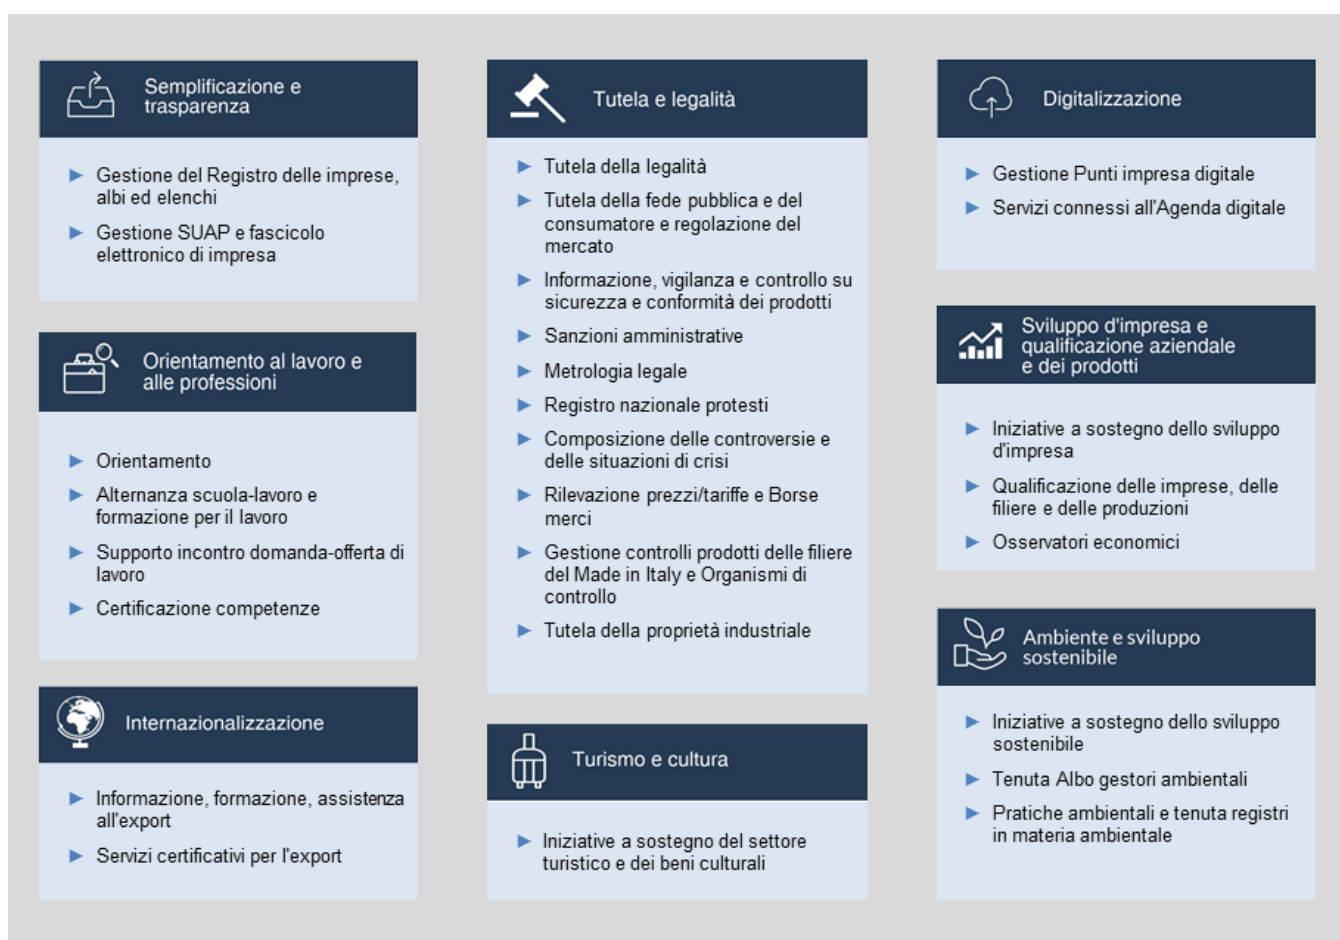 Semplificazione e
trasparenza
Gestione del Registro delle imprese,
albi ed elenchi
Gestione SUAP e fascicolo
elettronico di impresa
Orientamento al lavoro e
alle professioni
Orientamento
Alternanza scuola-lavoro e
formazione per il lavoro
Supporto incontro domanda-offerta di
lavoro
Certificazione competenze
Internazionalizzazione
Informazione, formazione, assistenza
all'export
Servizi certificativi per l'export
Tutela e legalità
Tutela della legalità
Tutela della fede pubblica e del
consumatore e regolazione del
mercato
Informazione, vigilanza e controllo su
sicurezza e conformità dei prodotti
Sanzioni amministrative
Metrologia legale
Registro nazionale protesti
Composizione delle controversie e
delle situazioni di crisi
Rilevazione prezzi/tariffe e Borse
merci
Gestione controlli prodotti delle filiere
del Made in Italy e Organismi di
controllo
Tutela della proprietà industriale
Turismo e cultura
Iniziative a sostegno del settore
turistico e dei beni culturali
Digitalizzazione
Gestione Punti impresa digitale
Servizi connessi all'Agenda digitale
Sviluppo d'impresa e
qualificazione aziendale
e dei prodotti
Iniziative a sostegno dello sviluppo
d'impresa
Qualificazione delle imprese, delle
filiere e delle produzioni
Osservatori economici
Ambiente e sviluppo
sostenibile
Iniziative a sostegno dello sviluppo
sostenibile
Tenuta Albo gestori ambientali
Pratiche ambientali e tenuta registri
in materia ambientale